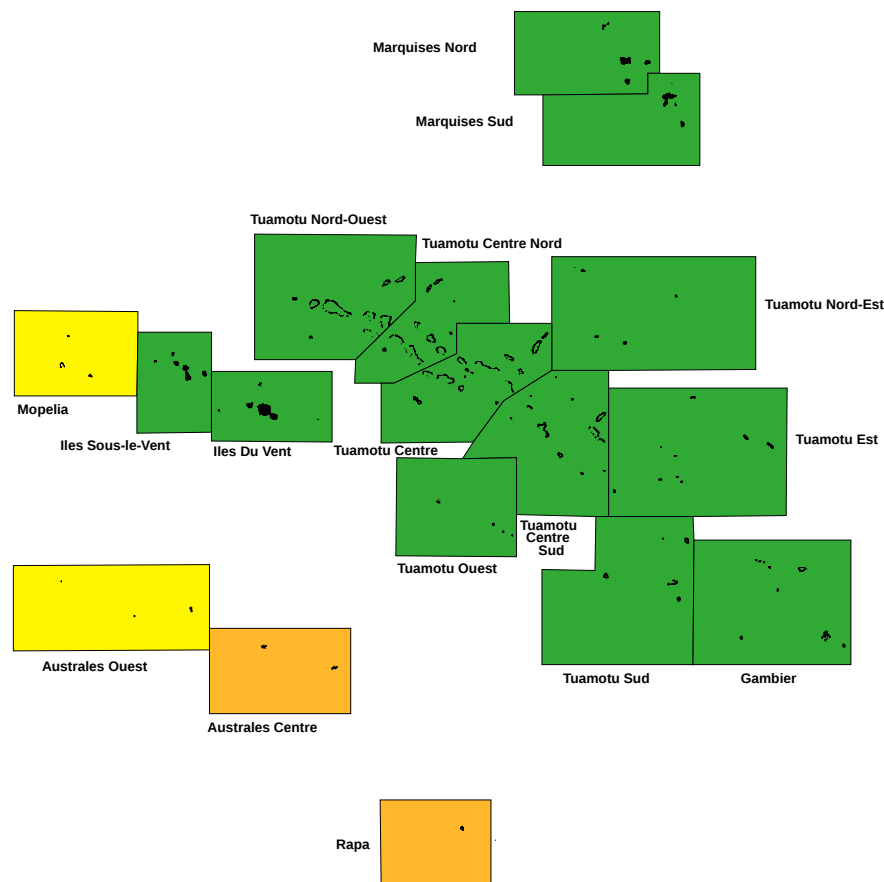 Marquises Nord
Marquises Sud
Tuamotu Nord-Ouest
Tuamotu Centre Nord
Tuamotu Nord-Est
Mopelia
Iles Sous-le-Vent
Iles Du Vent
Tuamotu Centre
Tuamotu Est
Tuamotu
Centre
Sud
Tuamotu Ouest
Australes Ouest
Tuamotu Sud
Gambier
Australes Centre
Rapa